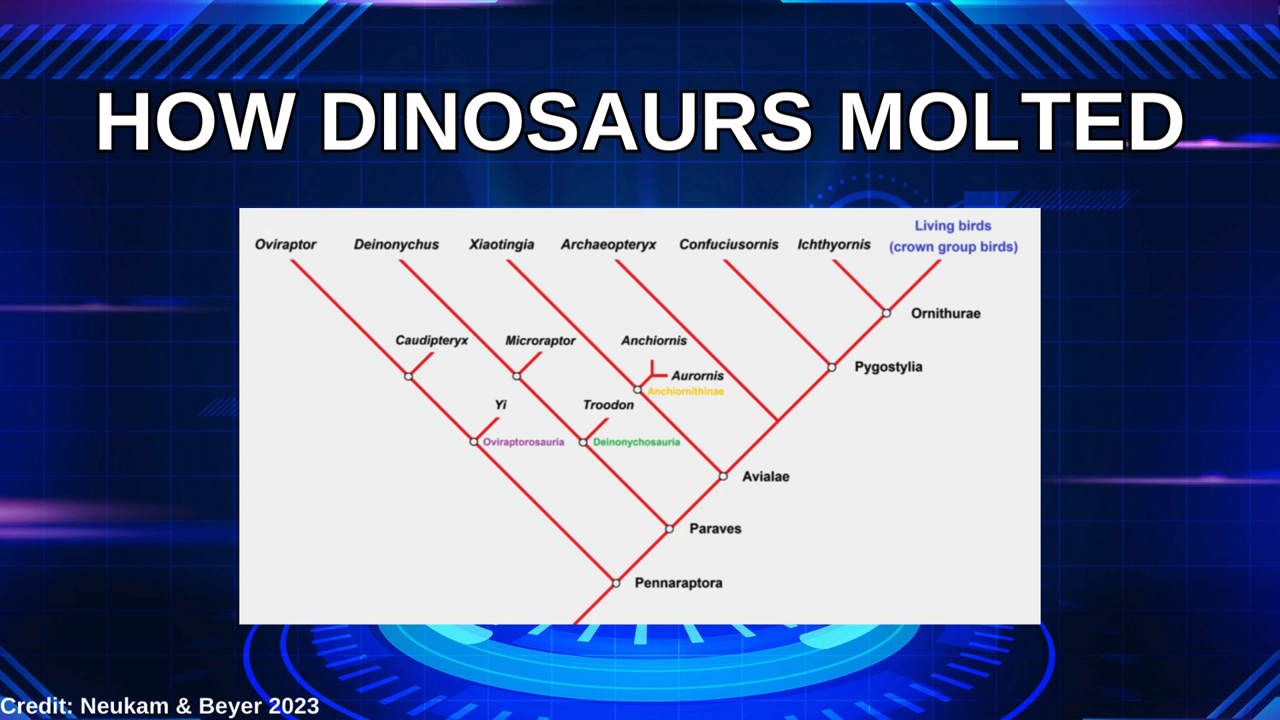 HOW DINOSAURS MOLTED
Living birds
(crown group birds)
Oviraptor
Deinonychus
Xiaotingia
Archaeopteryx
Confuciusornis
Ichthyornis
Ornithurae
Caudipteryx
Microraptor
Anchiornis
Pygostylia
Aurornis
Anchiornithinae
Yi
Troodon
Oviraptorosauria
Deinonychosauria
Avialae
Paraves
Pennaraptora
Credit: Neukam & Beyer 2023